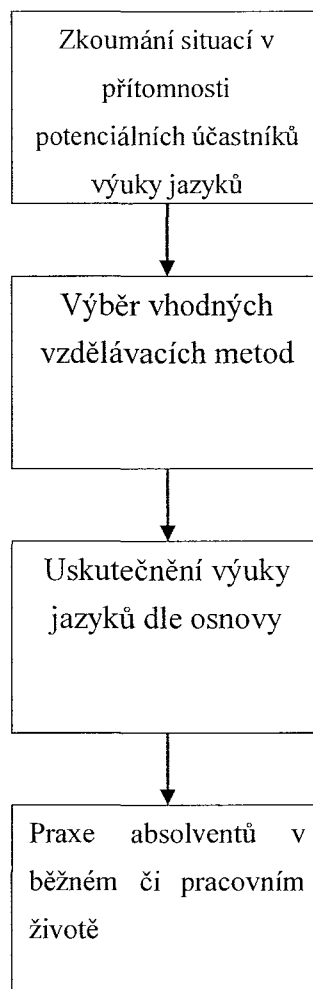 Zkoumání situací v
přítomnosti
potenciálních účastníků
výuky jazyků
Výběr vhodných
vzdělávacích metod
Uskutečnění výuky
jazyků dle osnovy
Praxe absolventů v
běžném či pracovním
životě